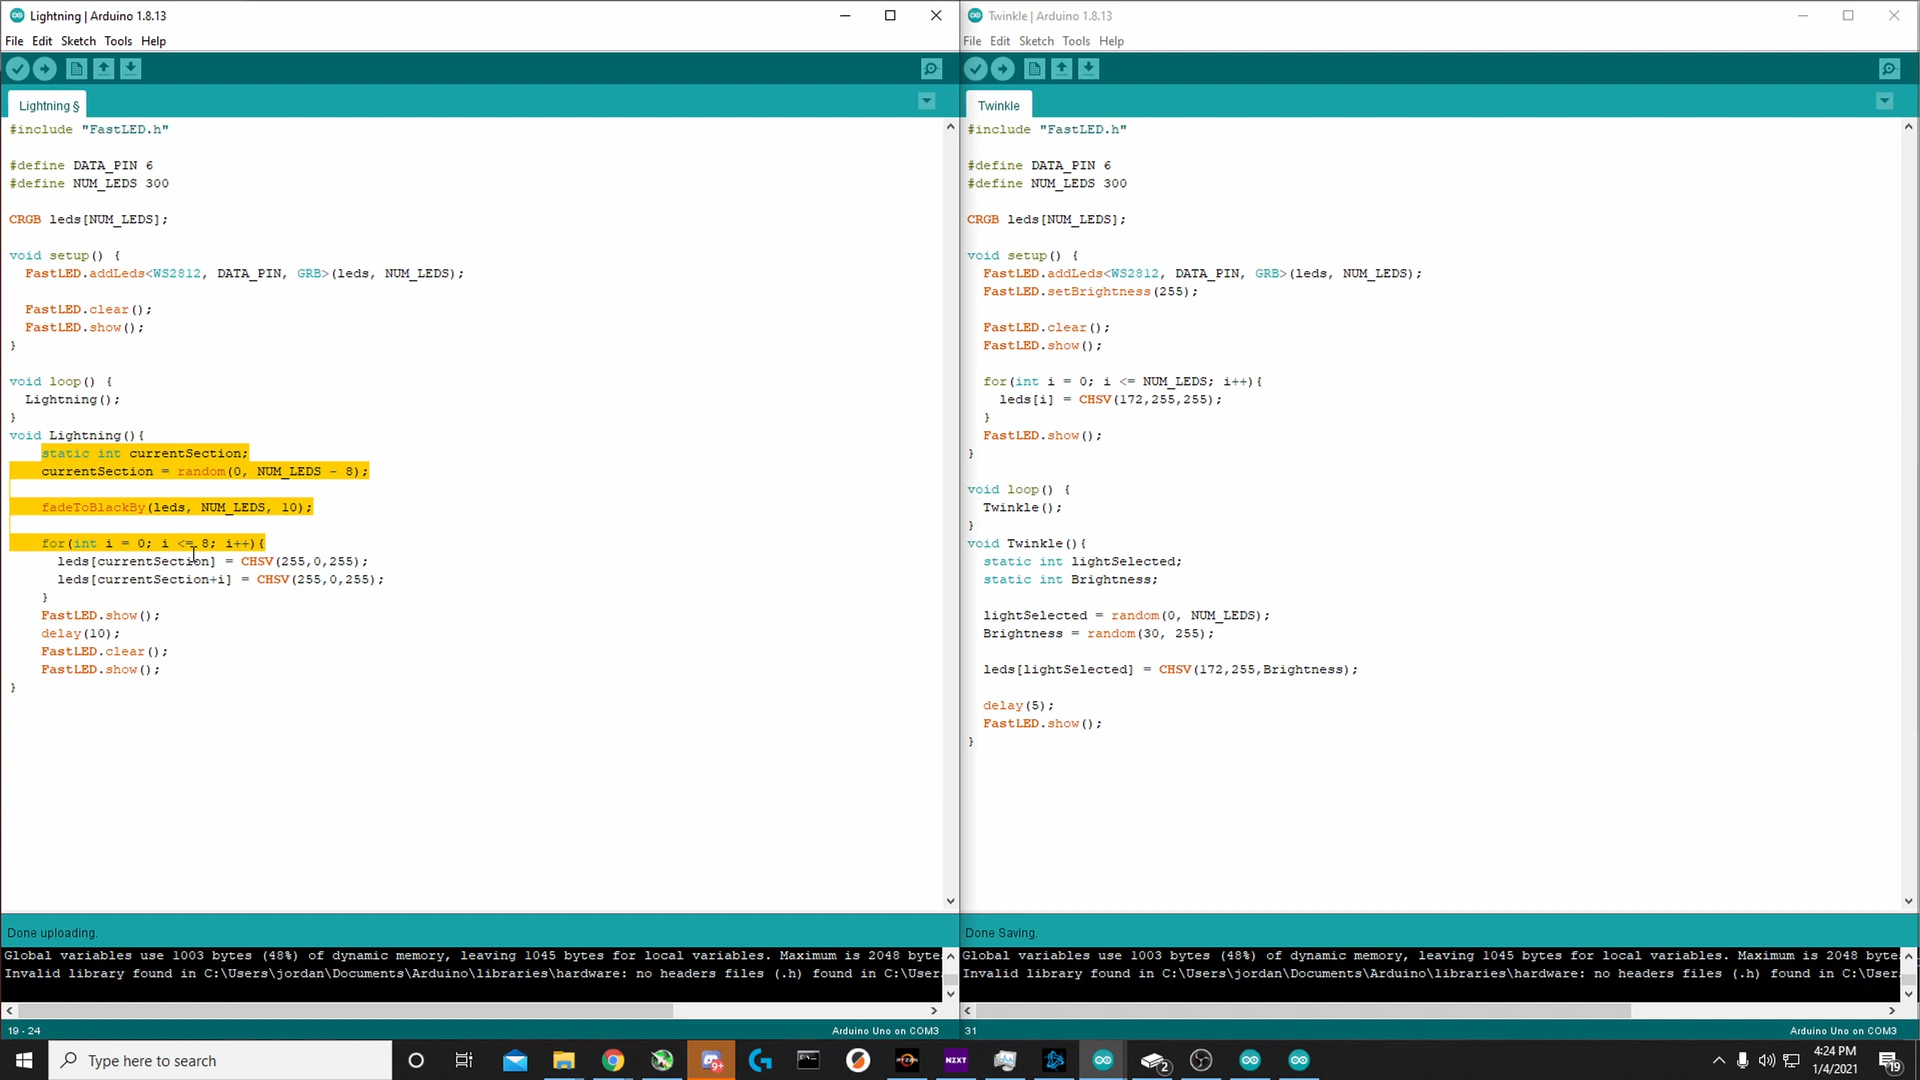 Lightning | Arduino 1.8.13
File Edit Sketch Tools Help
Lightning §
#include "FastLED.h"
#define DATA_PIN 6
#define NUM_LEDS 300
CRGB leds[NUM_LEDS];
void setup() {
FastLED.addLeds<WS2812, DATA_PIN, GRB>(leds, NUM_LEDS);
FastLED.clear();
FastLED.show();
}
void loop() {
Lightning();
}
void Lightning(){
static int currentSection;
currentSection = random(0, NUM_LEDS - 8);
fadeToBlackBy(leds, NUM_LEDS, 10);
for(int i = 0; i <= 8; i++){
leds[currentSection] = CHSV(255,0,255);
leds[currentSection+i] = CHSV(255,0,255);
}
FastLED.show();
delay(10);
FastLED.clear();
FastLED.show();
}
Done uploading.
Global variables use 1003 bytes (48%) of dynamic memory, leaving 1045 bytes for local variables. Maximum is 2048 byte
Invalid library found in C:\Users\jordan\Documents\Arduino\libraries\hardware: no headers files (.h) found in C:\User
19 - 24
Arduino Uno on COM3
Twinkle | Arduino 1.8.13
File Edit Sketch Tools Help
Twinkle
#include "FastLED.h"
#define DATA_PIN 6
#define NUM_LEDS 300
CRGB leds[NUM_LEDS];
void setup() {
FastLED.addLeds<WS2812, DATA_PIN, GRB>(leds, NUM_LEDS);
FastLED.setBrightness(255);
FastLED.clear();
FastLED.show();
for(int i = 0; i <= NUM_LEDS; i++){
leds[i] = CHSV(172,255,255);
}
FastLED.show();
}
void loop() {
Twinkle();
}
void Twinkle(){
static int lightSelected;
static int Brightness;
lightSelected = random(0, NUM_LEDS);
Brightness = random(30, 255);
leds[lightSelected] = CHSV(172,255,Brightness);
delay(5);
FastLED.show();
}
Done Saving.
Global variables use 1003 bytes (48%) of dynamic memory, leaving 1045 bytes for local variables. Maximum is 2048 byte
Invalid library found in C:\Users\jordan\Documents\Arduino\libraries\hardware: no headers files (.h) found in C:\User
31
Arduino Uno on COM3
Type here to search
9+
RYZEN
NZXT
2
4:24 PM
1/4/2021
19